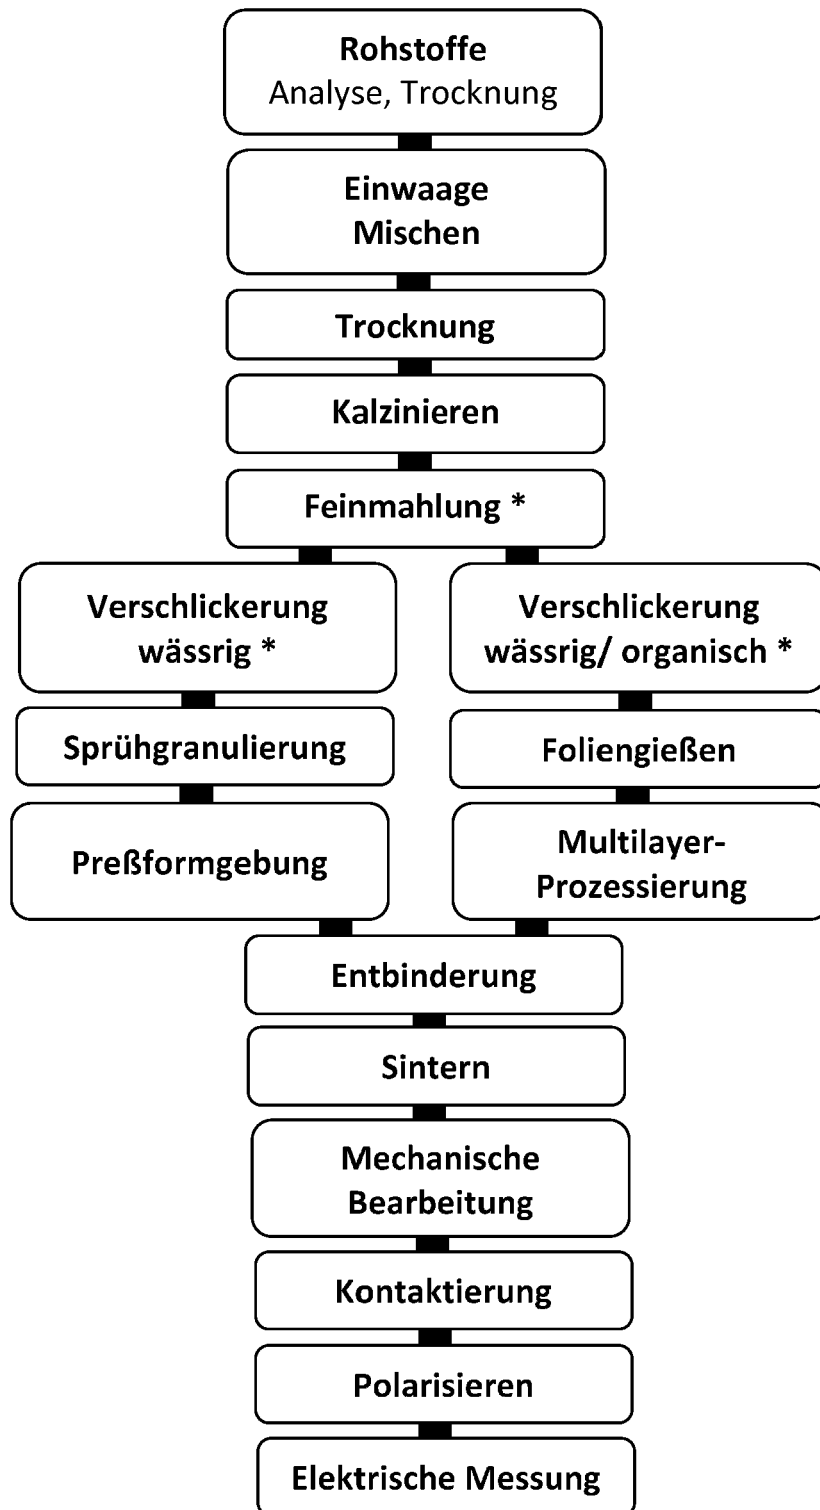 Rohstoffe
Analyse, Trocknung
Einwaage
Mischen
Trocknung
Kalzinieren
Feinmahlung *
Verschlickerung
wässrig *
Verschlickerung
wässrig/ organisch *
Sprühgranulierung
Foliengießen
Preßformgebung
Multilayer-
Prozessierung
Entbinderung
Sintern
Mechanische
Bearbeitung
Kontaktierung
Polarisieren
Elektrische Messung